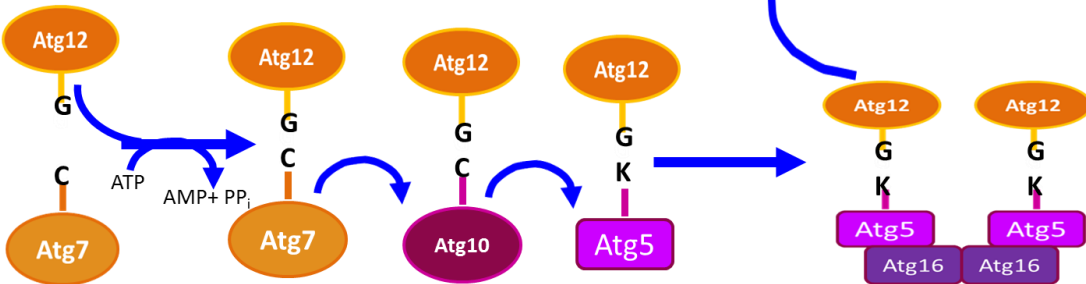 Atg12
G
C
Atg7
ATP
AMP+ PPi
Atg12
G
C
Atg7
Atg12
G
C
Atg10
Atg12
G
K
Atg5
Atg12
G
K
Atg5
Atg16
Atg12
G
K
Atg5
Atg16